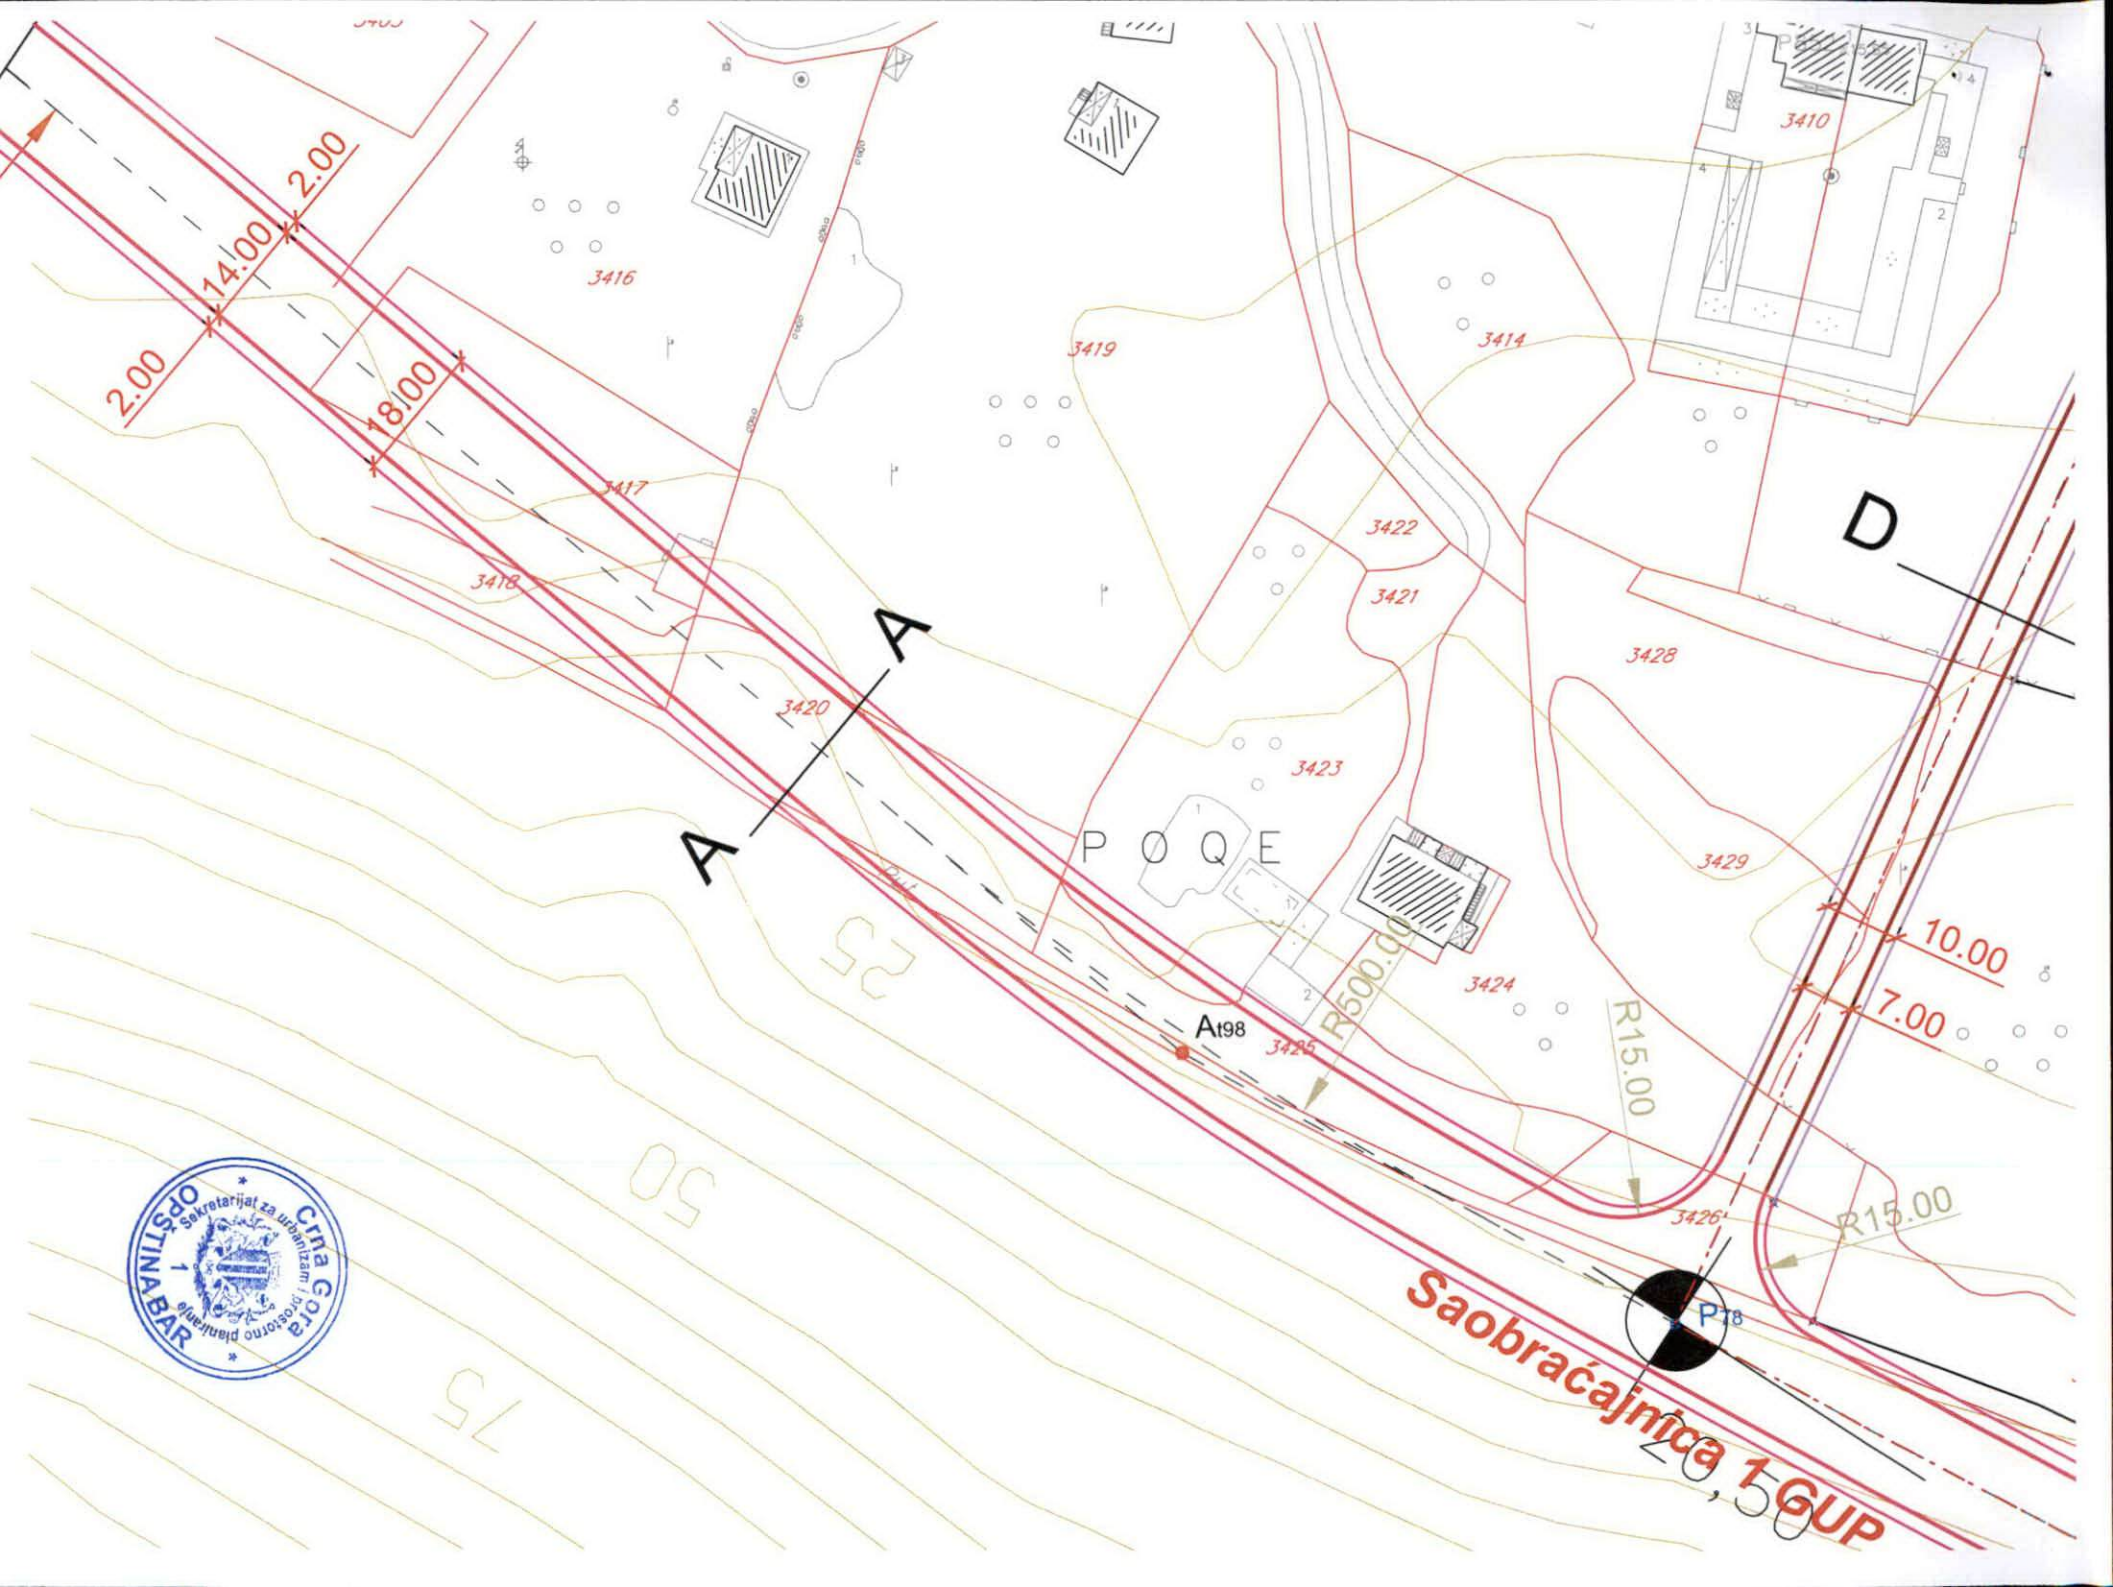 3410
2.00
14.00
2.00
18.00
3416
3419
3414
3417
3418
3422
3421
3428
D
A
A
3420
3423
P O Q E
3429
Put
25
10.00
7.00
3424
R500.00
R15.00
At98
3425
50
3426
R15.00
P78
Saobraćajnica 1 GUP
20,50
75
Crna Gora
OPŠTINA BAR
Sekretarijat za urbanizam i prostorno planiranje
1